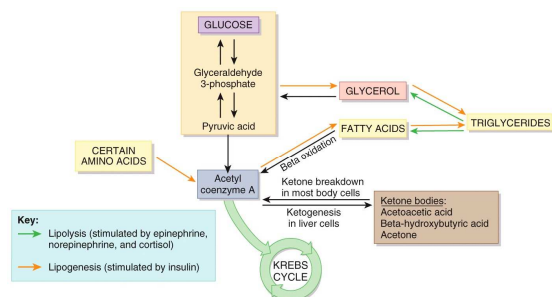 GLUCOSE
Glyceraldehyde
3-phosphate
Pyruvic acid
GLYCEROL
TRIGLYCERIDES
FATTY ACIDS
Beta oxidation
CERTAIN
AMINO ACIDS
Acetyl
coenzyme A
Ketone breakdown
in most body cells
Ketogenesis
in liver cells
Ketone bodies:
Acetoacetic acid
Beta-hydroxybutyric acid
Acetone
Key:
Lipolysis (stimulated by epinephrine,
norepinephrine, and cortisol)
Lipogenesis (stimulated by insulin)
KREBS
CYCLE